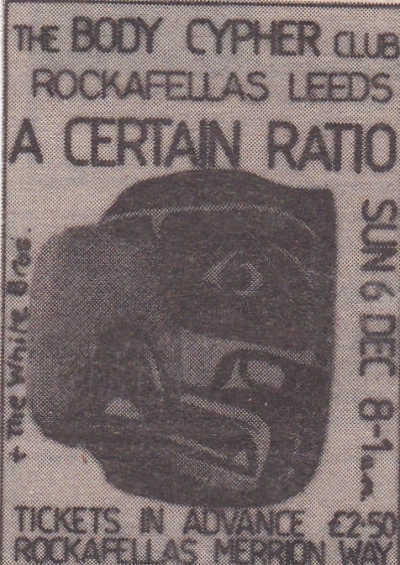 THE BODY CYPHER CLUB
ROCKAFELLAS LEEDS
A CERTAIN RATIO
SUN 6 DEC 8-1a.m.
+ The White Bros.
TICKETS IN ADVANCE £2·50
ROCKAFELLAS MERRION WAY